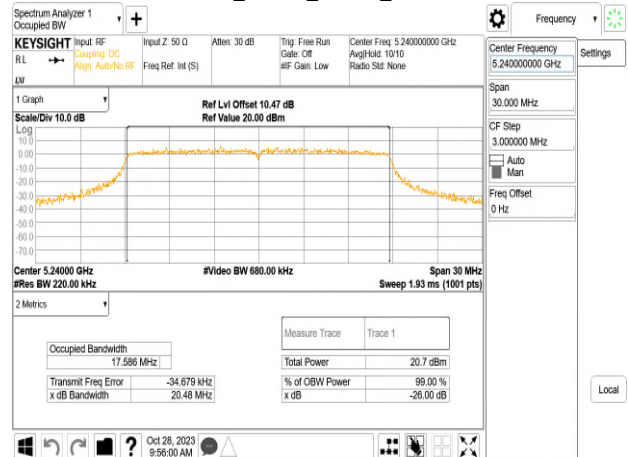 Spectrum Analyzer 1
Occupied BW
Frequency
KEYSIGHT
Input: RF
Coupling: DC
Align: Auto/No RF
Input Z: 50 Ω
Freq Ref: Int (S)
Atten: 30 dB
Trig: Free Run
Gate: Off
#IF Gain: Low
Center Freq: 5.240000000 GHz
Avg|Hold: 10/10
Radio Std: None
R L
LXI
Center Frequency
5.240000000 GHz
Settings
Span
30.000 MHz
CF Step
3.000000 MHz
Auto
Man
Freq Offset
0 Hz
Local
1 Graph
Scale/Div 10.0 dB
Ref Lvl Offset 10.47 dB
Ref Value 20.00 dBm
Log
10.0
0.00
-10.0
-20.0
-30.0
-40.0
-50.0
-60.0
-70.0
Center 5.24000 GHz
#Res BW 220.00 kHz
#Video BW 680.00 kHz
Span 30 MHz
Sweep 1.93 ms (1001 pts)
2 Metrics
Measure Trace
Trace 1
Occupied Bandwidth
17.586 MHz
Total Power
20.7 dBm
Transmit Freq Error
-34.679 kHz
% of OBW Power
99.00 %
x dB Bandwidth
20.48 MHz
x dB
-26.00 dB
?
Oct 28, 2023
9:56:00 AM